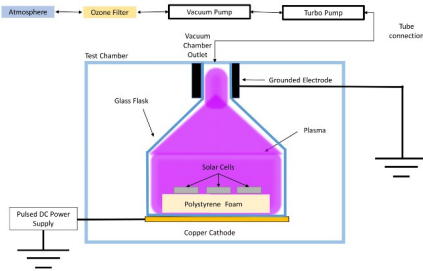 Atmosphere
Ozone Filter
Vacuum Pump
Turbo Pump
Tube
connection
Vacuum
Chamber
Outlet
Test Chamber
Grounded Electrode
Glass Flask
Plasma
Solar Cells
Polystyrene Foam
Pulsed DC Power
Supply
Copper Cathode